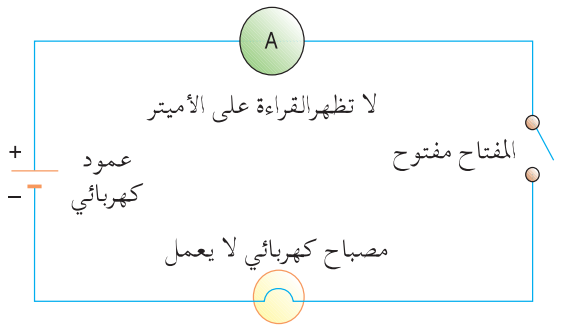 A
لا تظهرالقراءة على الأميتر
المفتاح مفتوح
+
عمود
كهربائي
−
مصباح كهربائي لا يعمل